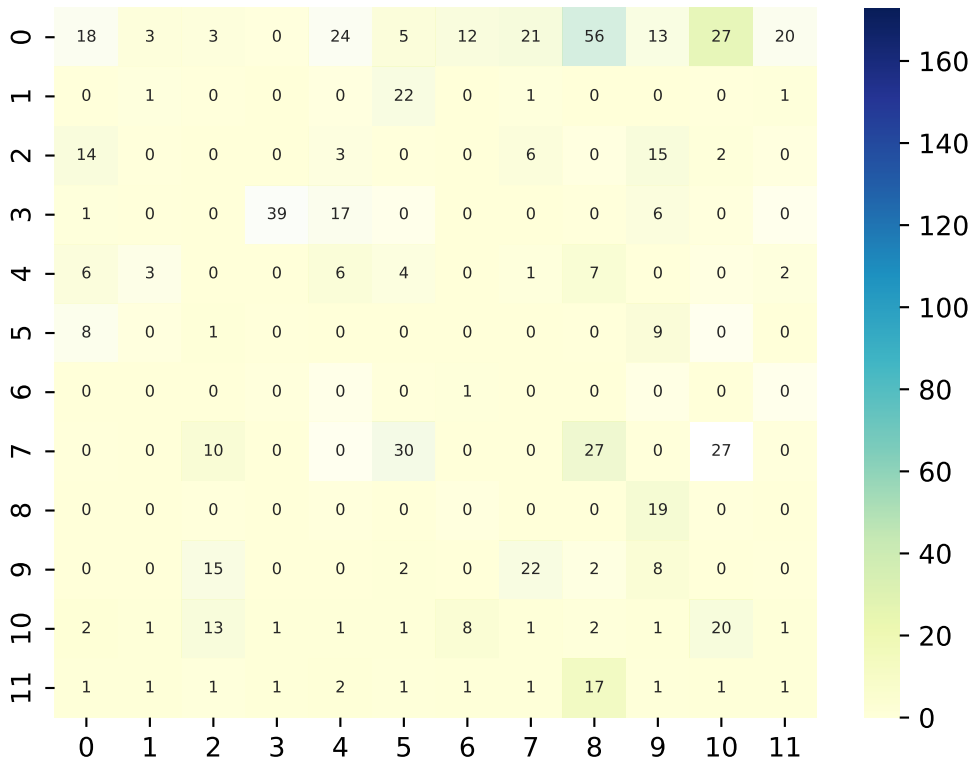 0 18 3 3 0 24 5 12 21 56 13 27 20
1 0 1 0 0 0 22 0 1 0 0 0 1
2 14 0 0 0 3 0 0 6 0 15 2 0
3 1 0 0 39 17 0 0 0 0 6 0 0
4 6 3 0 0 6 4 0 1 7 0 0 2
5 8 0 1 0 0 0 0 0 0 9 0 0
6 0 0 0 0 0 0 1 0 0 0 0 0
7 0 0 10 0 0 30 0 0 27 0 27 0
8 0 0 0 0 0 0 0 0 0 19 0 0
9 0 0 15 0 0 2 0 22 2 8 0 0
10 2 1 13 1 1 1 8 1 2 1 20 1
11 1 1 1 1 2 1 1 1 17 1 1 1
0 1 2 3 4 5 6 7 8 9 10 11
160
140
120
100
80
60
40
20
0